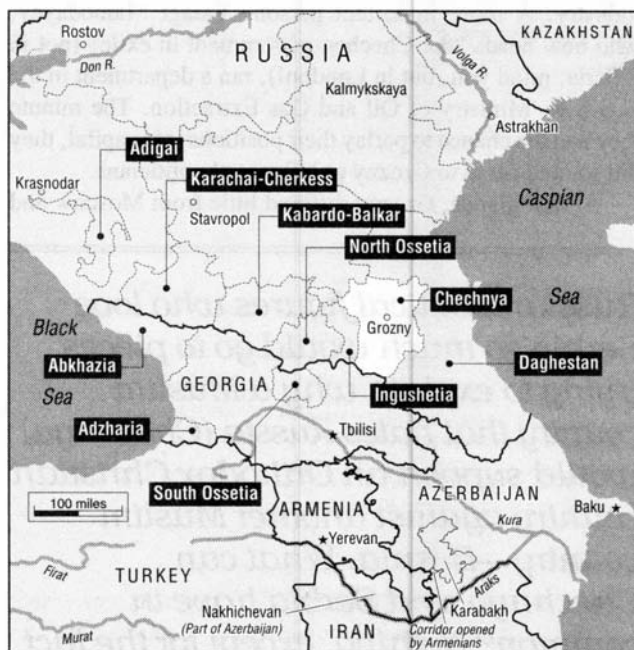 Rostov
Don R.
RUSSIA
KAZAKHSTAN
Volga R.
Kalmykskaya
Astrakhan
Adigai
Krasnodar
Karachai-Cherkess
Stavropol
Kabardo-Balkar
Caspian
North Ossetia
Chechnya
Sea
Grozny
Black
Abkhazia
Daghestan
Sea
GEORGIA
Ingushetia
Adzharia
Tbilisi
South Ossetia
100 miles
ARMENIA
AZERBAIJAN
Baku
Kura
Yerevan
Firat
TURKEY
Araks
Nakhichevan
(Part of Azerbaijan)
Karabakh
Corridor opened
by Armenians
Murat
IRAN